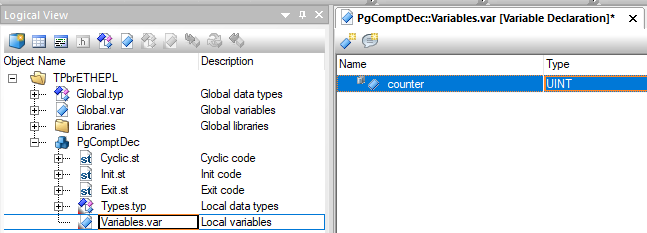 Logical View
Object Name Description
TPbrETHEPL
Global.typ Global data types
Global.var Global variables
Libraries Global libraries
PgComptDec
Cyclic.st Cyclic code
Init.st Init code
Exit.st Exit code
Types.typ Local data types
Variables.var Local variables
PgComptDec::Variables.var [Variable Declaration]*
Name Type
counter UINT